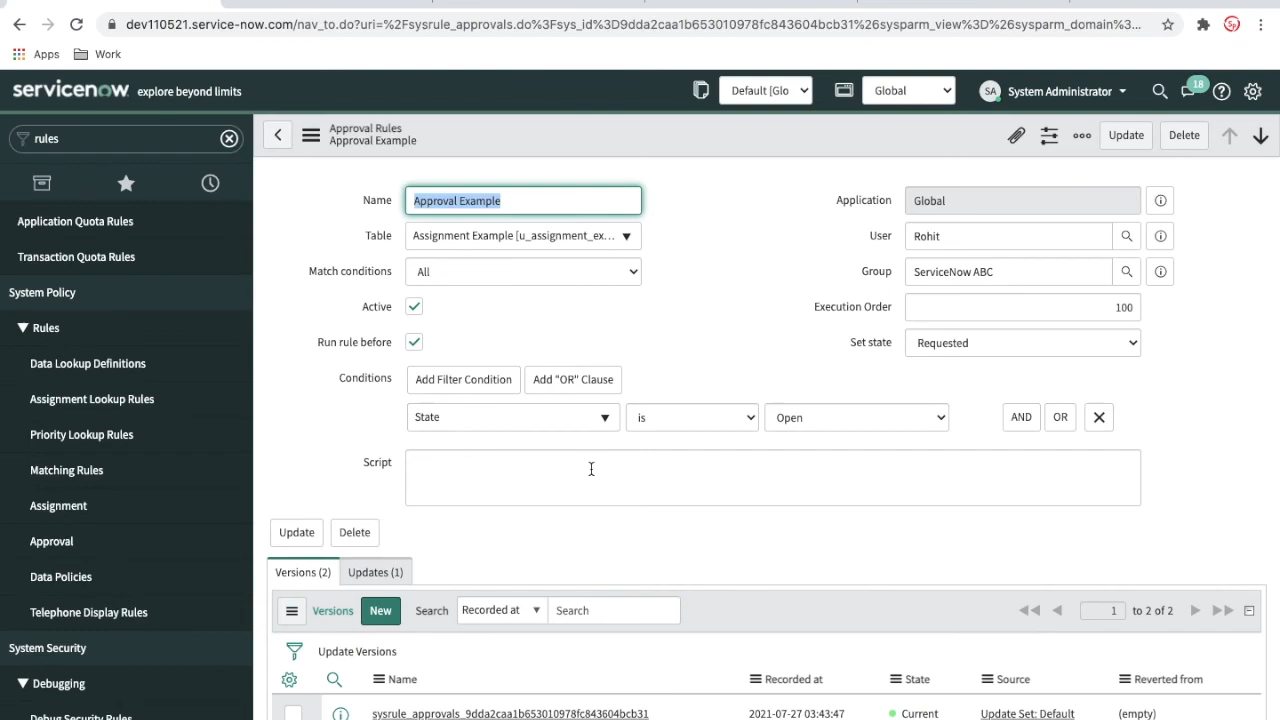 dev110521.service-now.com/nav_to.do?uri=%2Fsysrule_approvals.do%3Fsys_id%3D9dda2caa1b653010978fc843604bcb31%26sysparm_view%3D%26sysparm_domain%3D...
Apps Work
servicenow explore beyond limits Default [Glo Global SA System Administrator 18
rules
Approval Rules
Approval Example
Update Delete
Application Quota Rules
Transaction Quota Rules
System Policy
Rules
Data Lookup Definitions
Assignment Lookup Rules
Priority Lookup Rules
Matching Rules
Assignment
Approval
Data Policies
Telephone Display Rules
System Security
Debugging
Debug Security Rules
Name Approval Example
Table Assignment Example [u_assignment_ex...
Match conditions All
Active
Run rule before
Application Global
User Rohit
Group ServiceNow ABC
Execution Order 100
Set state Requested
Conditions Add Filter Condition Add "OR" Clause
State is Open AND OR
Script
Update Delete
Versions (2) Updates (1)
Versions New Search Recorded at Search 1 to 2 of 2
Update Versions
Name Recorded at State Source Reverted from
sysrule_approvals_9dda2caa1b653010978fc843604bcb31 2021-07-27 03:43:47 Current Update Set: Default (empty)